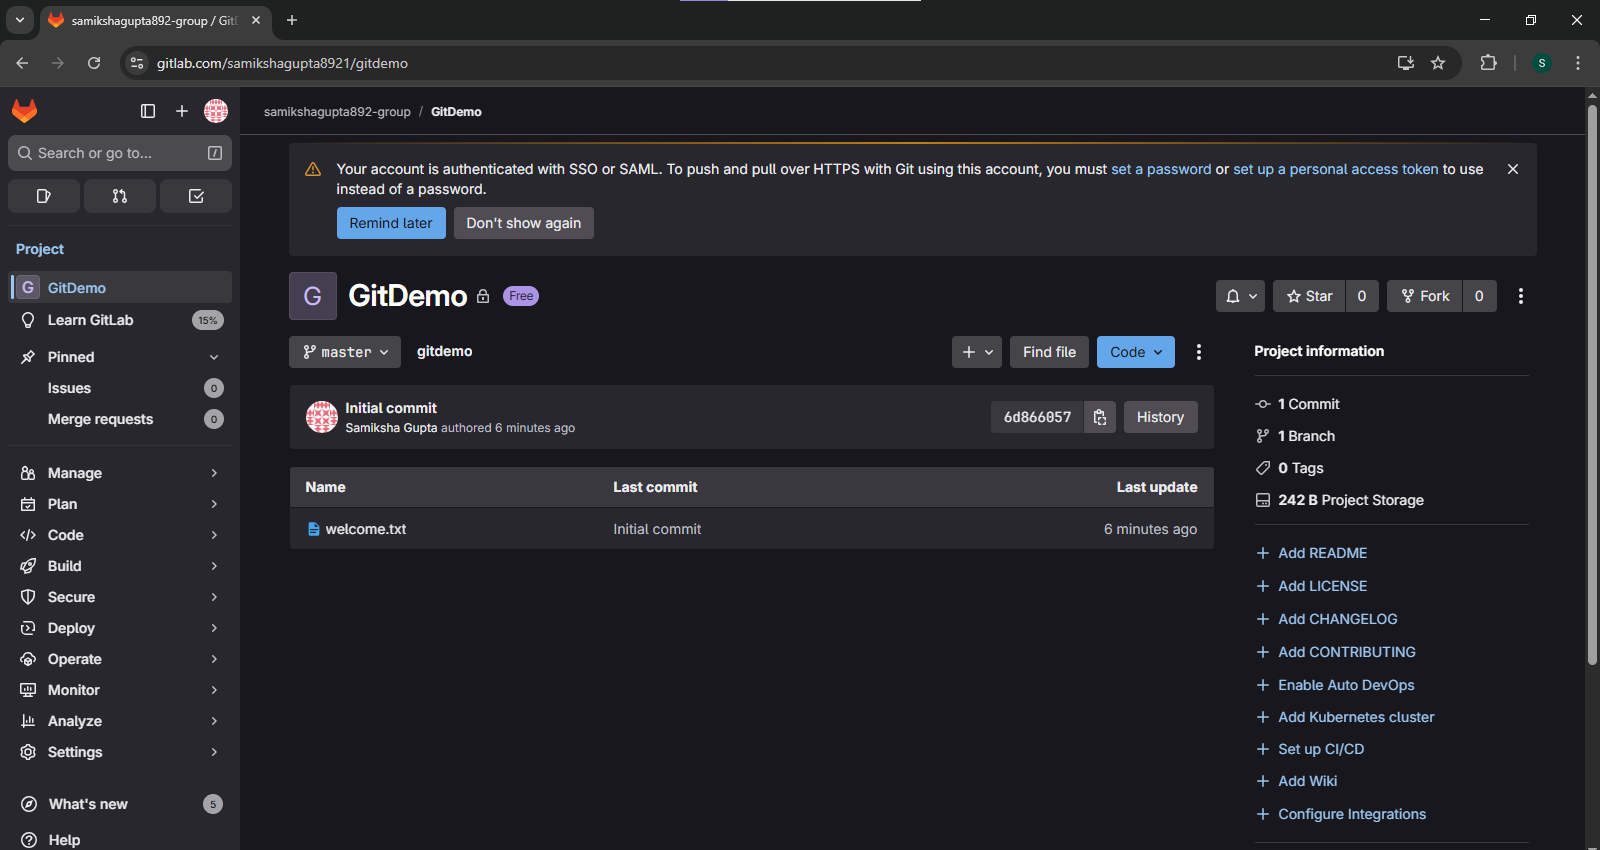 samikshagupta892-group / Git
gitlab.com/samikshagupta8921/gitdemo
S
Search or go to...
/
Project
G GitDemo
Learn GitLab 15%
Pinned
Issues 0
Merge requests 0
Manage
Plan
Code
Build
Secure
Deploy
Operate
Monitor
Analyze
Settings
What's new 5
Help
samikshagupta892-group / GitDemo
Your account is authenticated with SSO or SAML. To push and pull over HTTPS with Git using this account, you must set a password or set up a personal access token to use
instead of a password.
Remind later Don't show again
G GitDemo Free
Star 0 Fork 0
master gitdemo Find file Code
Initial commit
Samiksha Gupta authored 6 minutes ago
6d866057 History
Name Last commit Last update
welcome.txt Initial commit 6 minutes ago
Project information
1 Commit
1 Branch
0 Tags
242 B Project Storage
Add README
Add LICENSE
Add CHANGELOG
Add CONTRIBUTING
Enable Auto DevOps
Add Kubernetes cluster
Set up CI/CD
Add Wiki
Configure Integrations